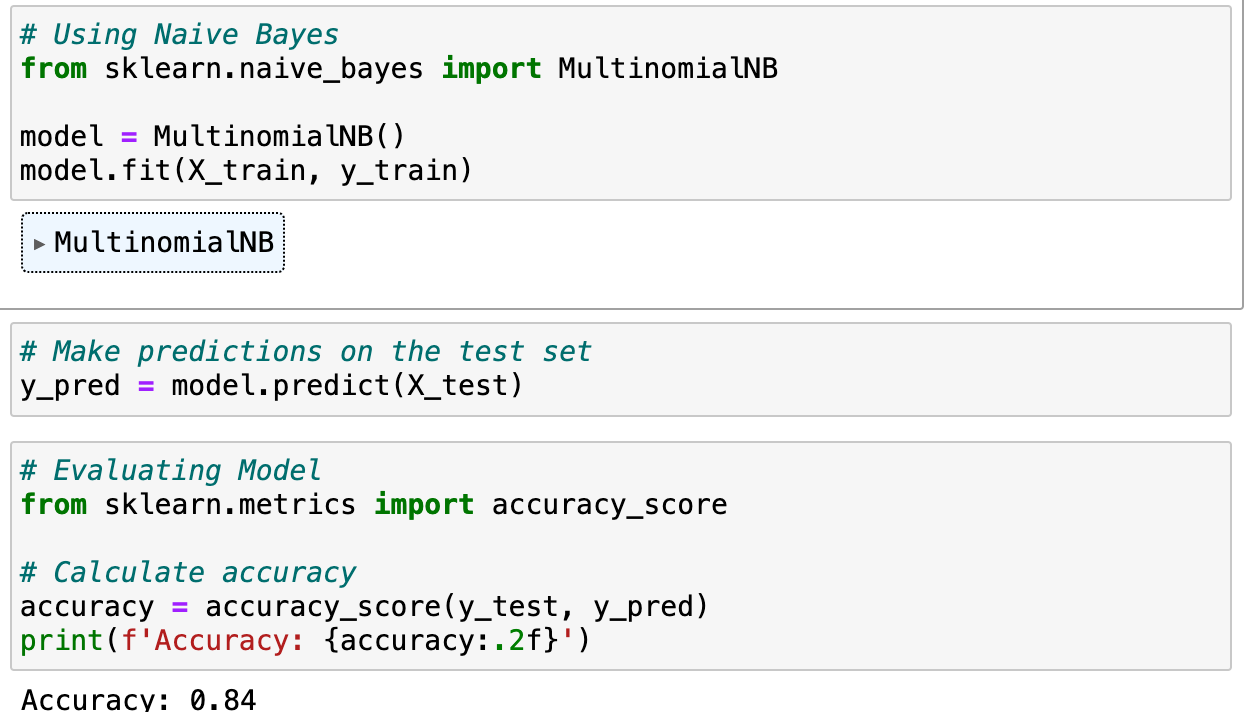 # Using Naive Bayes
from sklearn.naive_bayes import MultinomialNB
model = MultinomialNB()
model.fit(X_train, y_train)
▸ MultinomialNB
# Make predictions on the test set
y_pred = model.predict(X_test)
# Evaluating Model
from sklearn.metrics import accuracy_score
# Calculate accuracy
accuracy = accuracy_score(y_test, y_pred)
print(f'Accuracy: {accuracy:.2f}')
Accuracy: 0.84